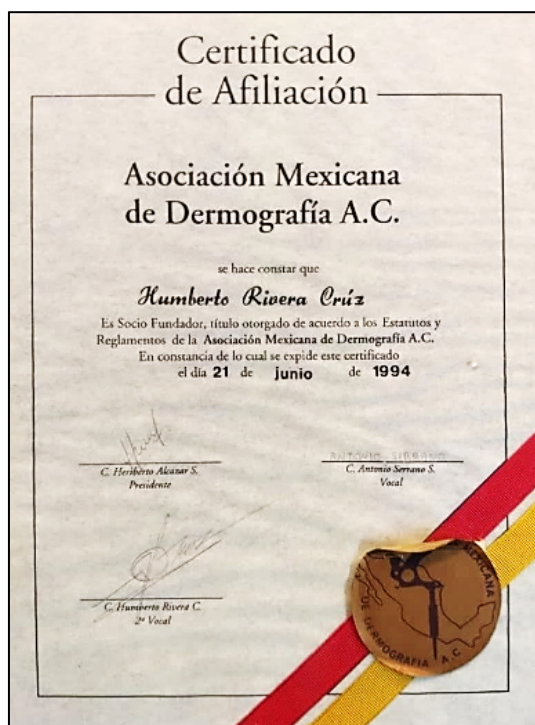 Certificado
de Afiliación
Asociación Mexicana
de Dermografía A.C.
se hace constar que
Humberto Rivera Crúz
Es Socio Fundador, título otorgado de acuerdo a los Estatutos y
Reglamentos de la Asociación Mexicana de Dermografía A.C.
En constancia de lo cual se expide este certificado
el día 21 de junio de 1994
C. Heriberto Alcazar S.
Presidente
ANTONIO SERRANO
C. Antonio Serrano S.
Vocal
C. Humberto Rivera C.
2º Vocal
MEXICANA
DE DERMOGRAFIA A.C.